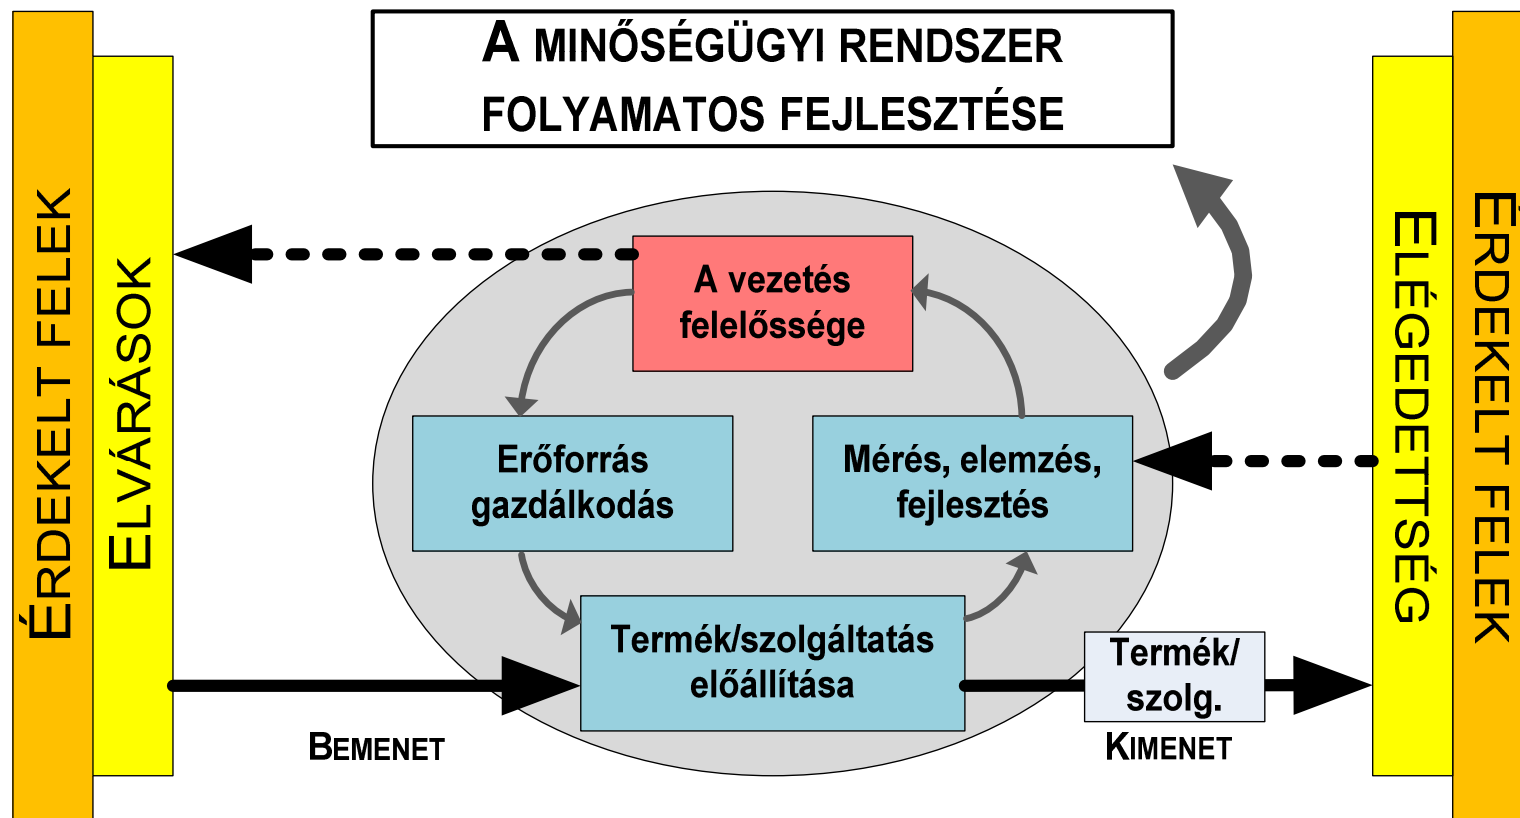 A MINŐSÉGÜGYI RENDSZER
FOLYAMATOS FEJLESZTÉSE
ÉRDEKELT FELEK
ELVÁRÁSOK
A vezetés
felelőssége
Erőforrás
gazdálkodás
Mérés, elemzés,
fejlesztés
Termék/szolgáltatás
előállítása
Termék/
szolg.
BEMENET
KIMENET
ELÉGEDETTSÉG
ÉRDEKELT FELEK